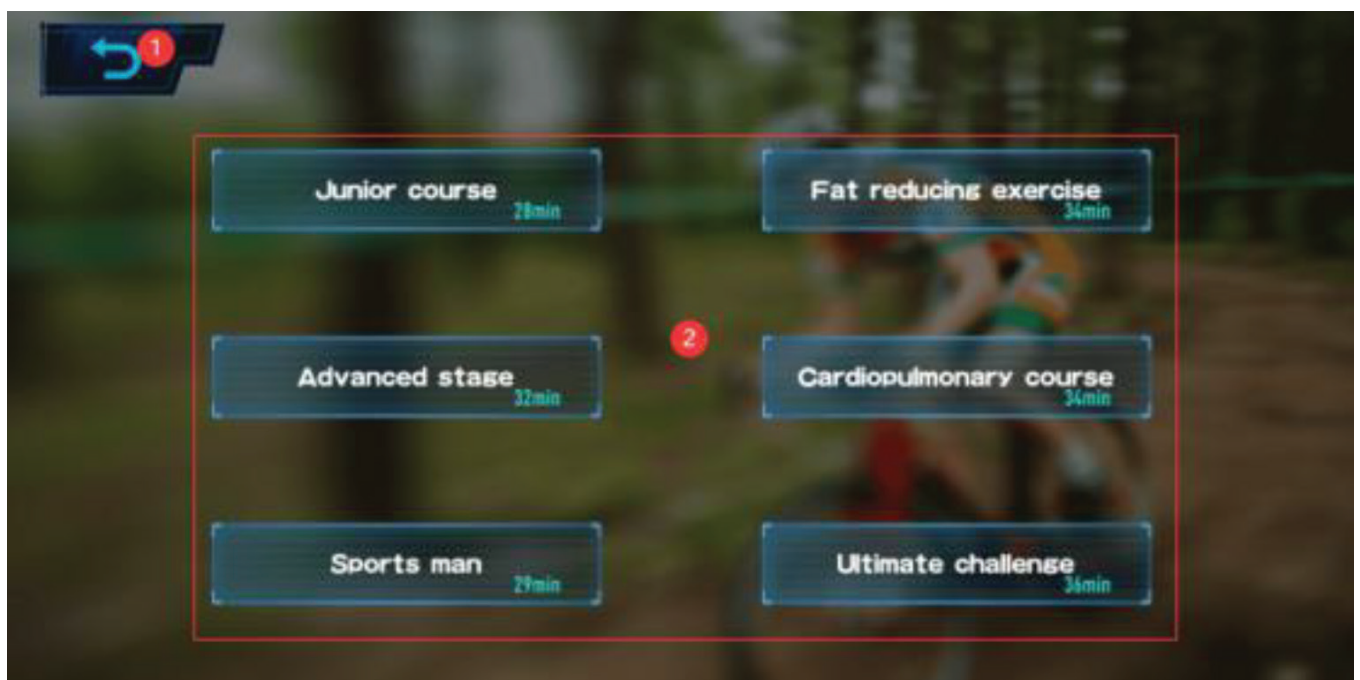 1
Junior course
28min
Fat reducing exercise
34min
2
Advanced stage
32min
Cardiopulmonary course
34min
Sports man
29min
Ultimate challenge
36min